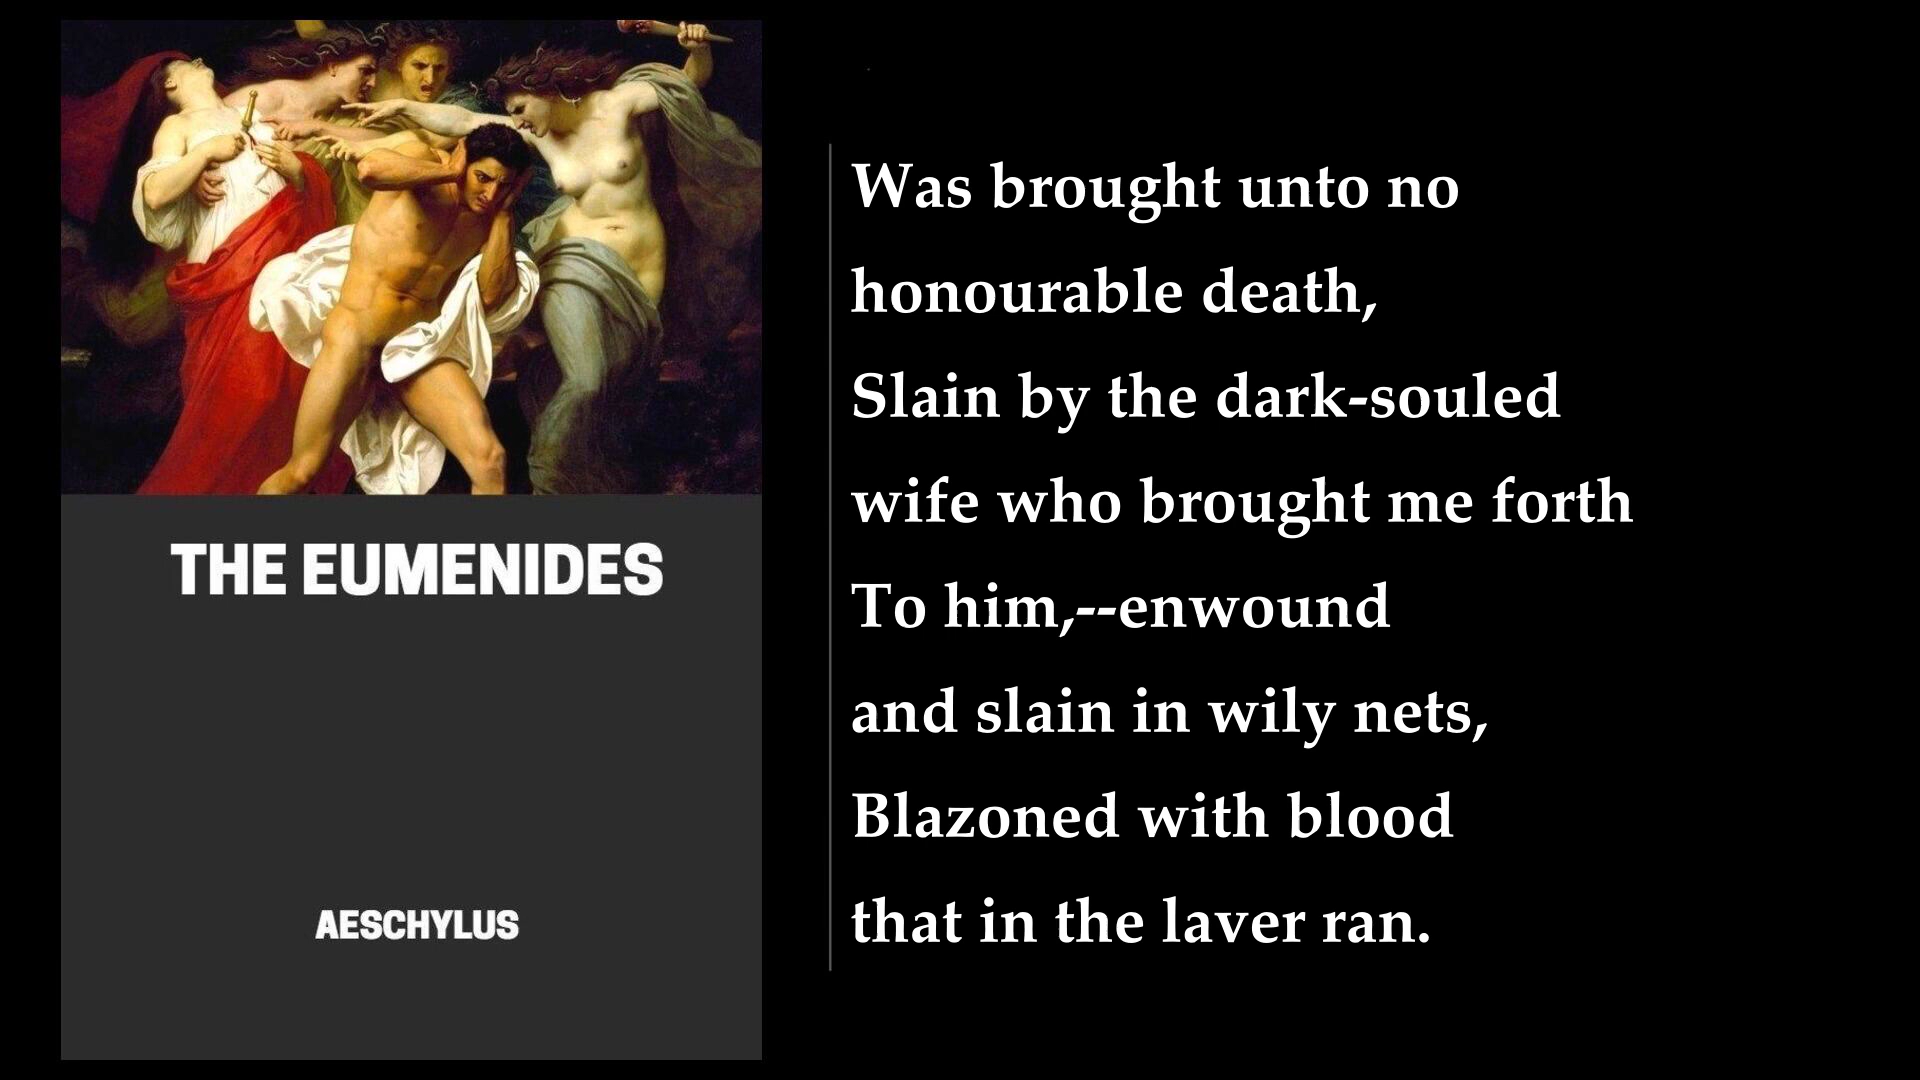 THE EUMENIDES
AESCHYLUS
Was brought unto no
honourable death,
Slain by the dark-souled
wife who brought me forth
To him,--enwound
and slain in wily nets,
Blazoned with blood
that in the laver ran.